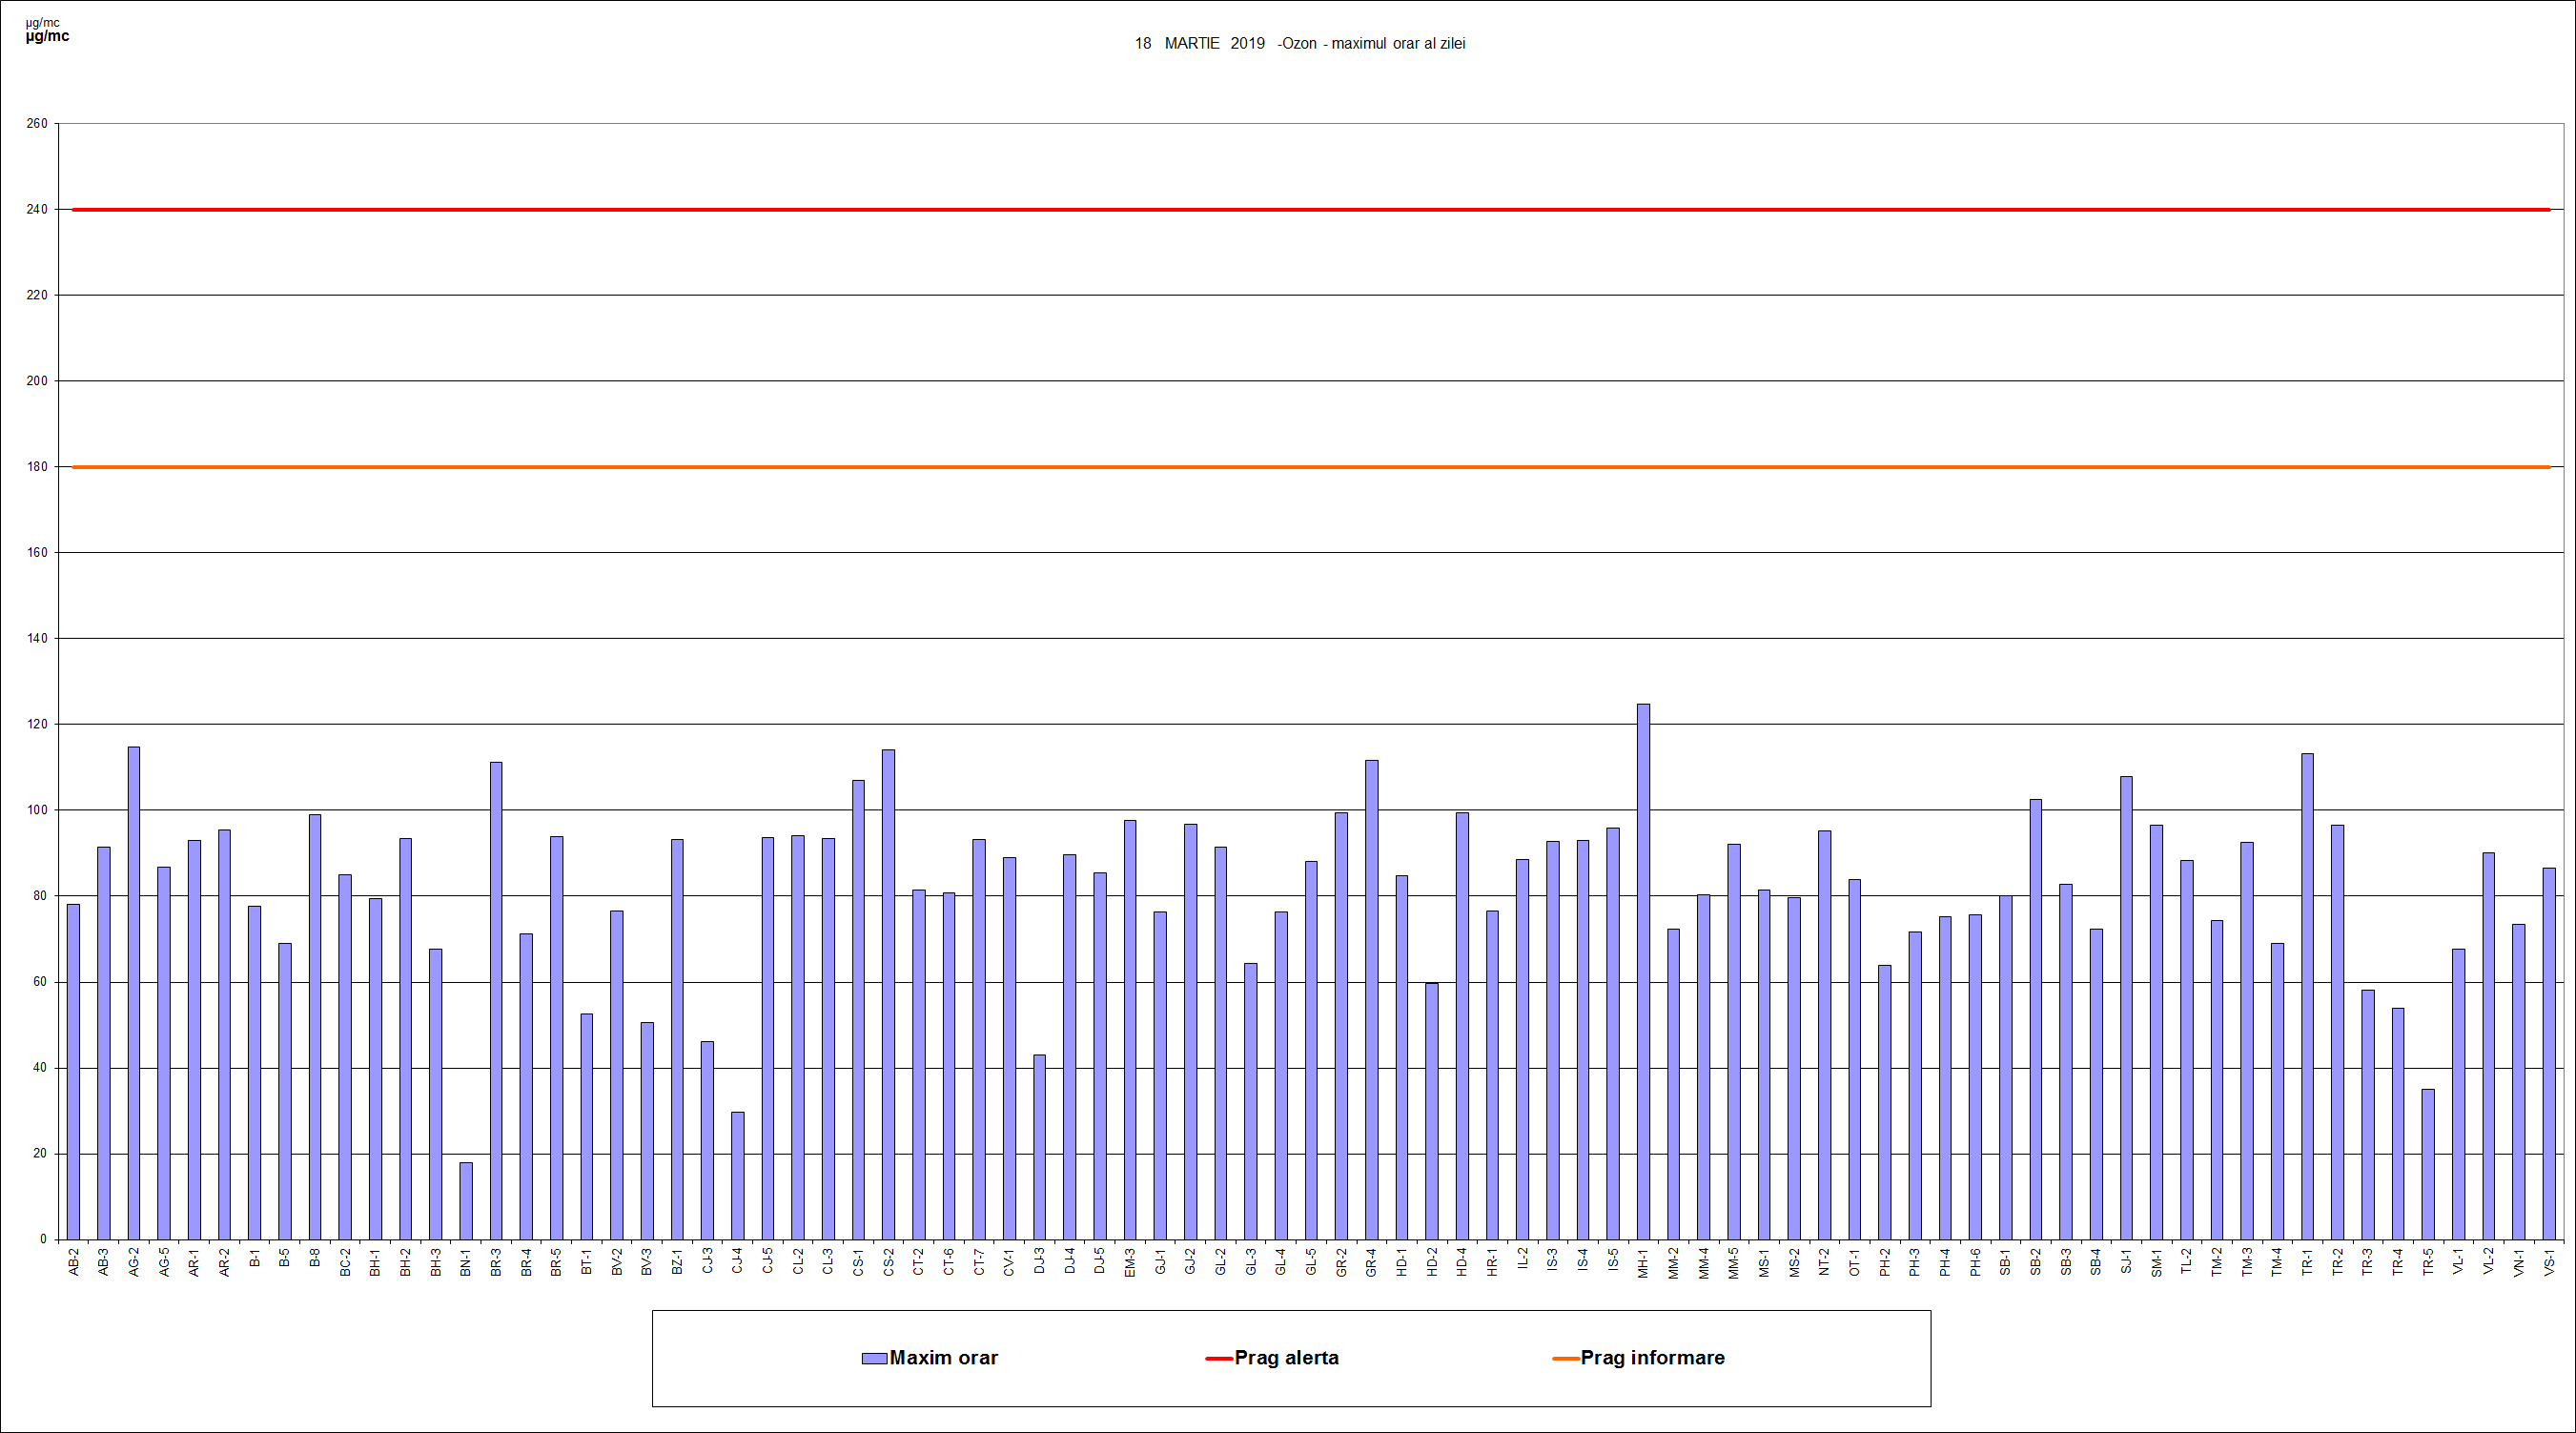 µg/mc
µg/mc
18 MARTIE 2019 -Ozon - maximul orar al zilei
260
240
220
200
180
160
140
120
100
80
60
40
20
0
AB-2 AB-3 AG-2 AG-5 AR-1 AR-2 B-1 B-5 B-8 BC-2 BH-1 BH-2 BH-3 BN-1 BR-3 BR-4 BR-5 BT-1 BV-2 BV-3 BZ-1 CJ-3 CJ-4 CJ-5 CL-2 CL-3 CS-1 CS-2 CT-2 CT-6 CT-7 CV-1 DJ-3 DJ-4 DJ-5 EM-3 GJ-1 GJ-2 GL-2 GL-3 GL-4 GL-5 GR-2 GR-4 HD-1 HD-2 HD-4 HR-1 IL-2 IS-3 IS-4 IS-5 MH-1 MM-2 MM-4 MM-5 MS-1 MS-2 NT-2 OT-1 PH-2 PH-3 PH-4 PH-6 SB-1 SB-2 SB-3 SB-4 SJ-1 SM-1 TL-2 TM-2 TM-3 TM-4 TR-1 TR-2 TR-3 TR-4 TR-5 VL-1 VL-2 VN-1 VS-1
Maxim orar Prag alerta Prag informare